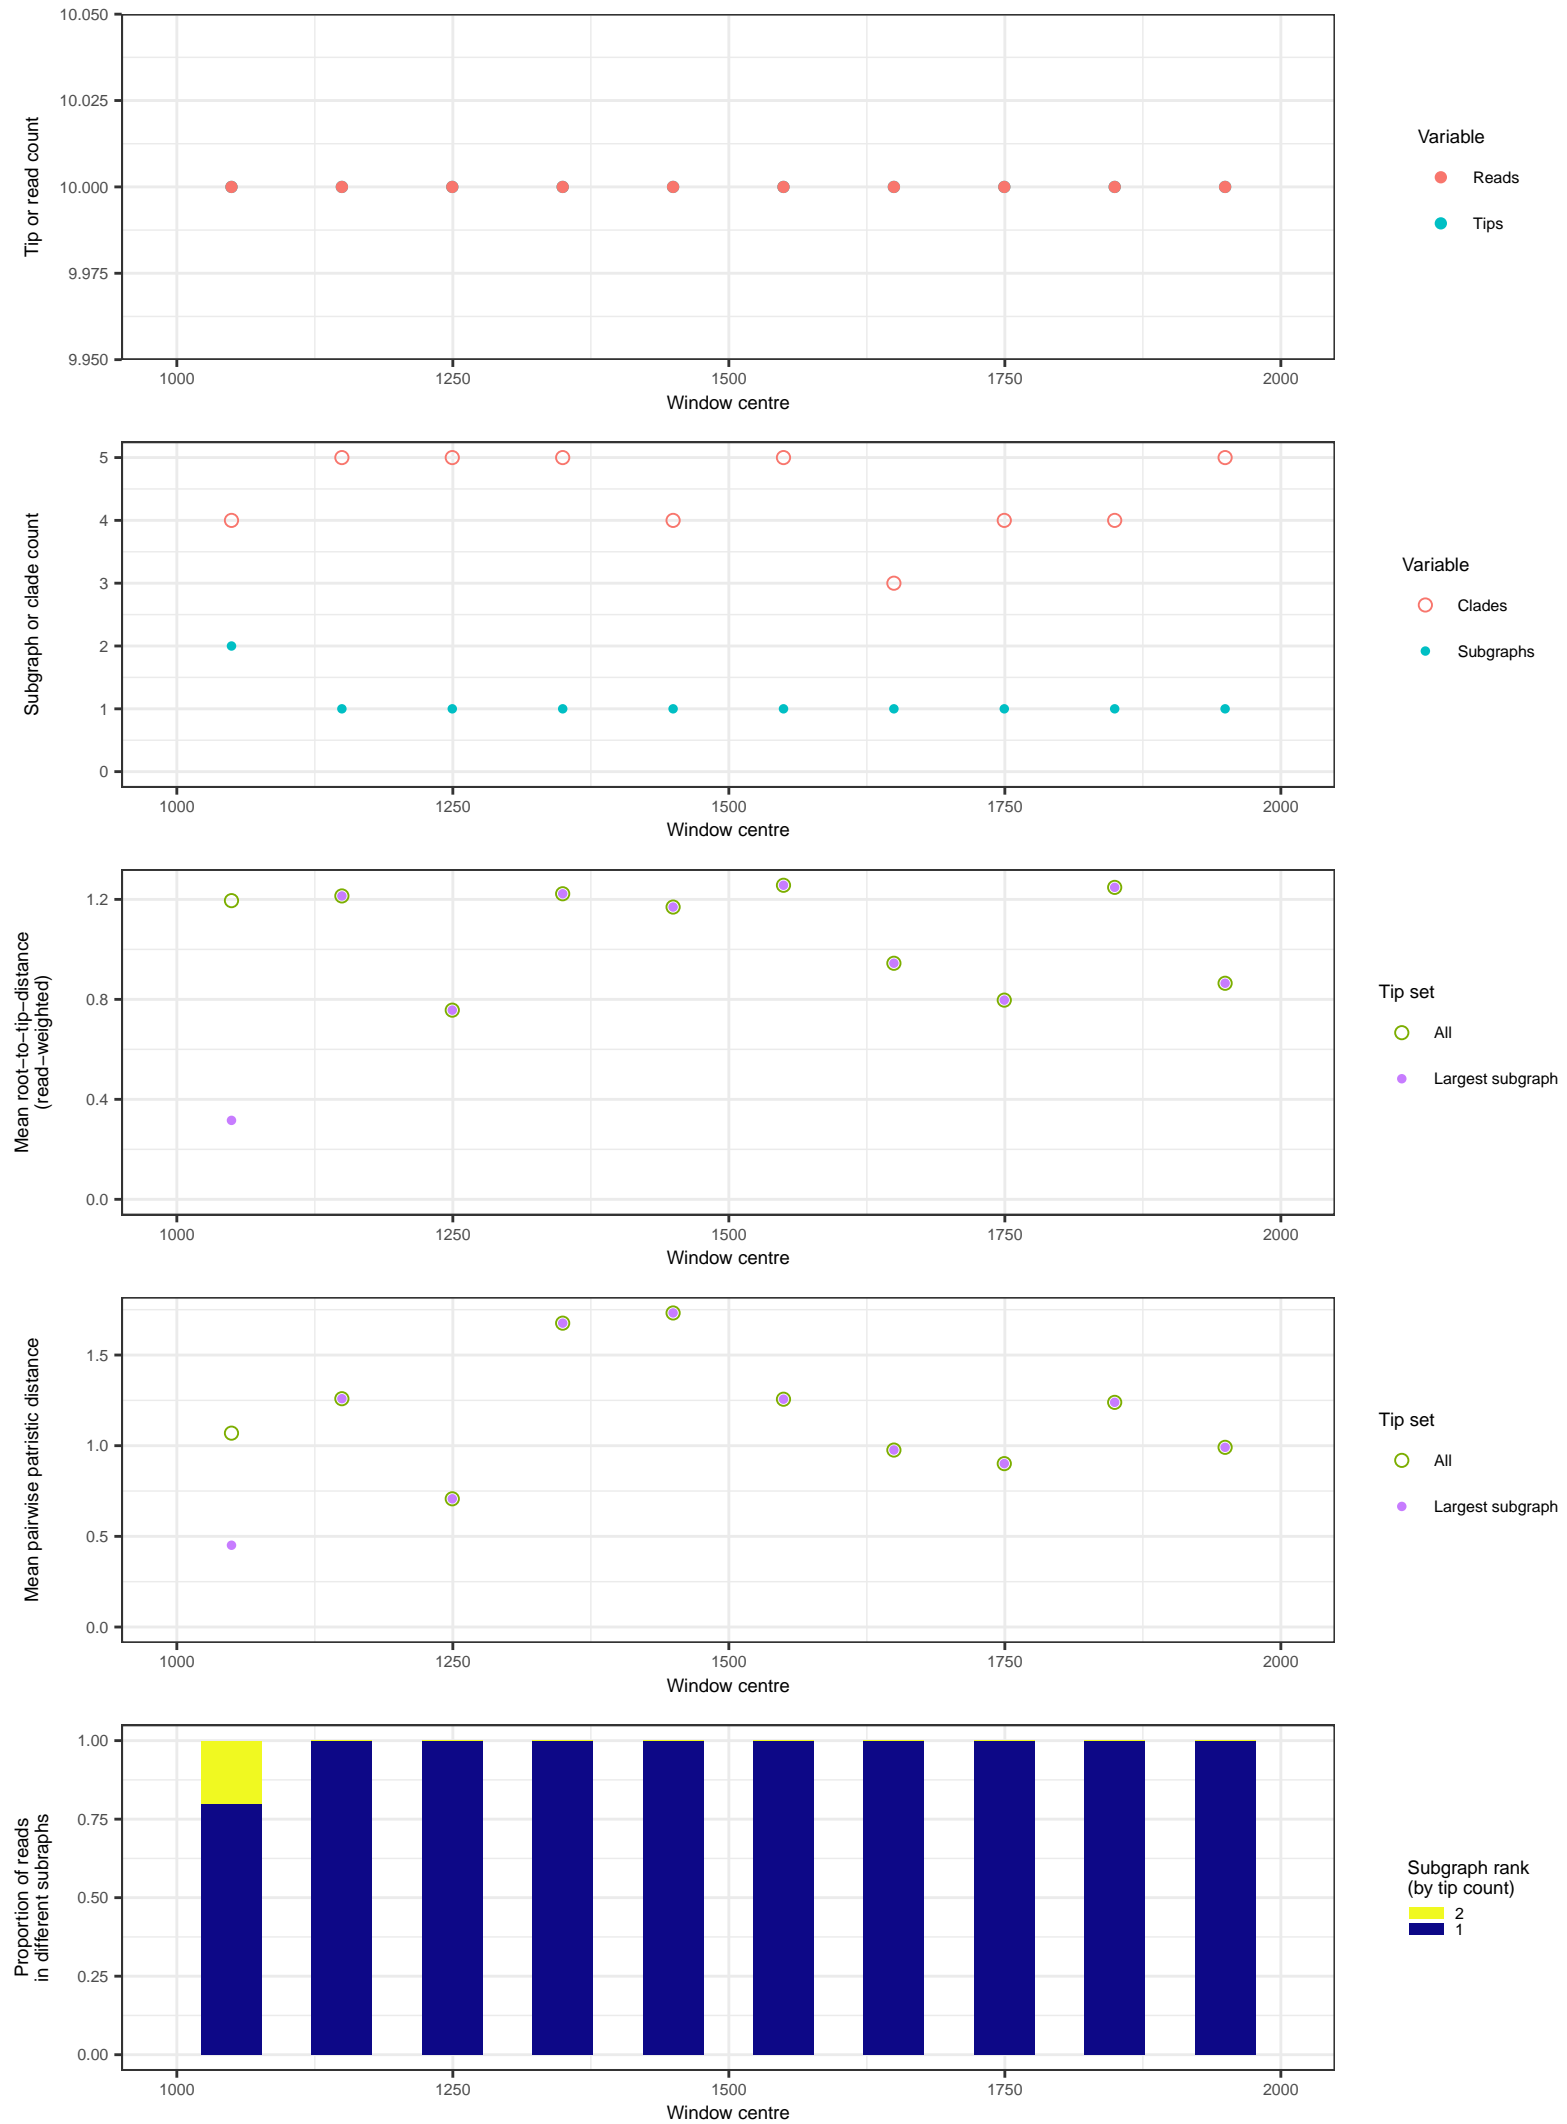 10.050
10.025
10.000
9.975
9.950
Tip or read count
1000 1250 1500 1750 2000
Window centre
Variable
Reads
Tips
5
4
3
2
1
0
Subgraph or clade count
1000 1250 1500 1750 2000
Window centre
Variable
Clades
Subgraphs
1.2
0.8
0.4
0.0
Mean root−to−tip−distance
(read−weighted)
1000 1250 1500 1750 2000
Window centre
Tip set
All
Largest subgraph
1.5
1.0
0.5
0.0
Mean pairwise patristic distance
1000 1250 1500 1750 2000
Window centre
Tip set
All
Largest subgraph
1.00
0.75
0.50
0.25
0.00
Proportion of reads
in different subraphs
1000 1250 1500 1750 2000
Window centre
Subgraph rank
(by tip count)
2
1